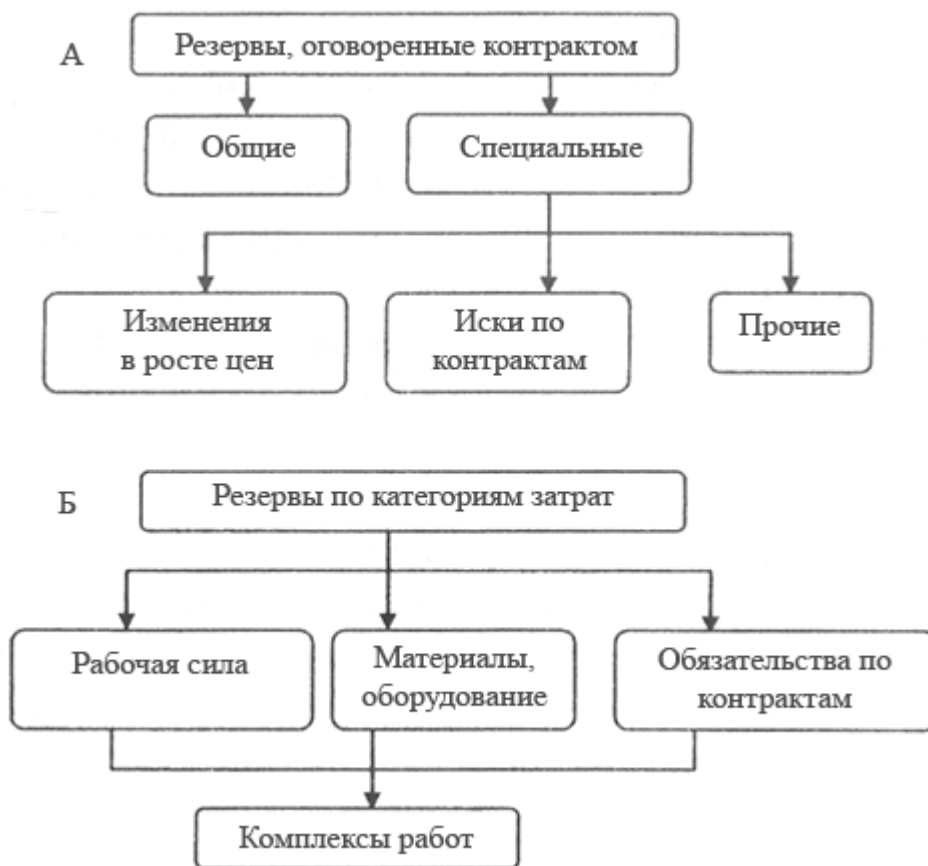 А
Резервы, оговоренные контрактом
Общие
Специальные
Изменения
в росте цен
Иски по
контрактам
Прочие
Б
Резервы по категориям затрат
Рабочая сила
Материалы,
оборудование
Обязательства по
контрактам
Комплексы работ